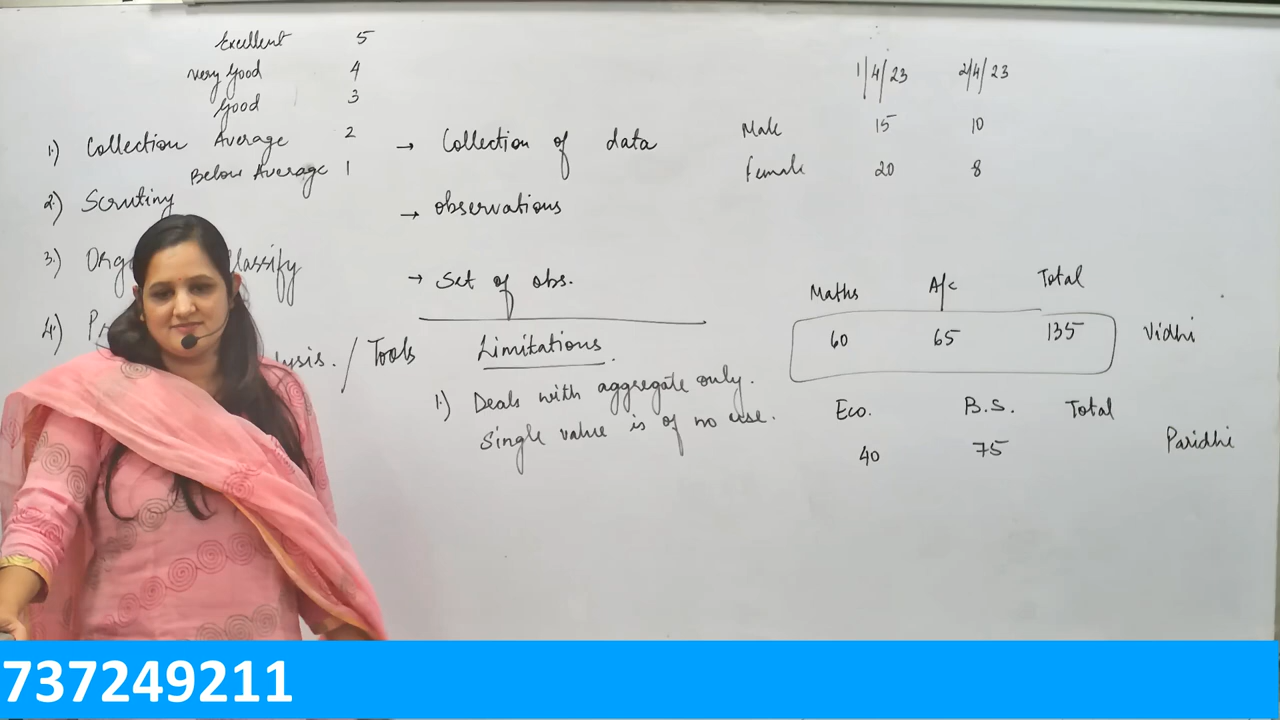 Excellent 5
Very Good 4
Good 3
Average 2
Below Average 1
1.) Collection
2.) Scrutiny
3.) Classify
4.)
/ Tools
→ Collection of data
→ Observations
→ Set of obs.
Limitations.
1.) Deals with aggregate only.
Single value is of no use.
1/4/23 2/4/23
Male 15 10
Female 20 8
Maths A/c Total
60 65 135 Vidhi
Eco. B.S. Total
40 75 Paridhi
737249211